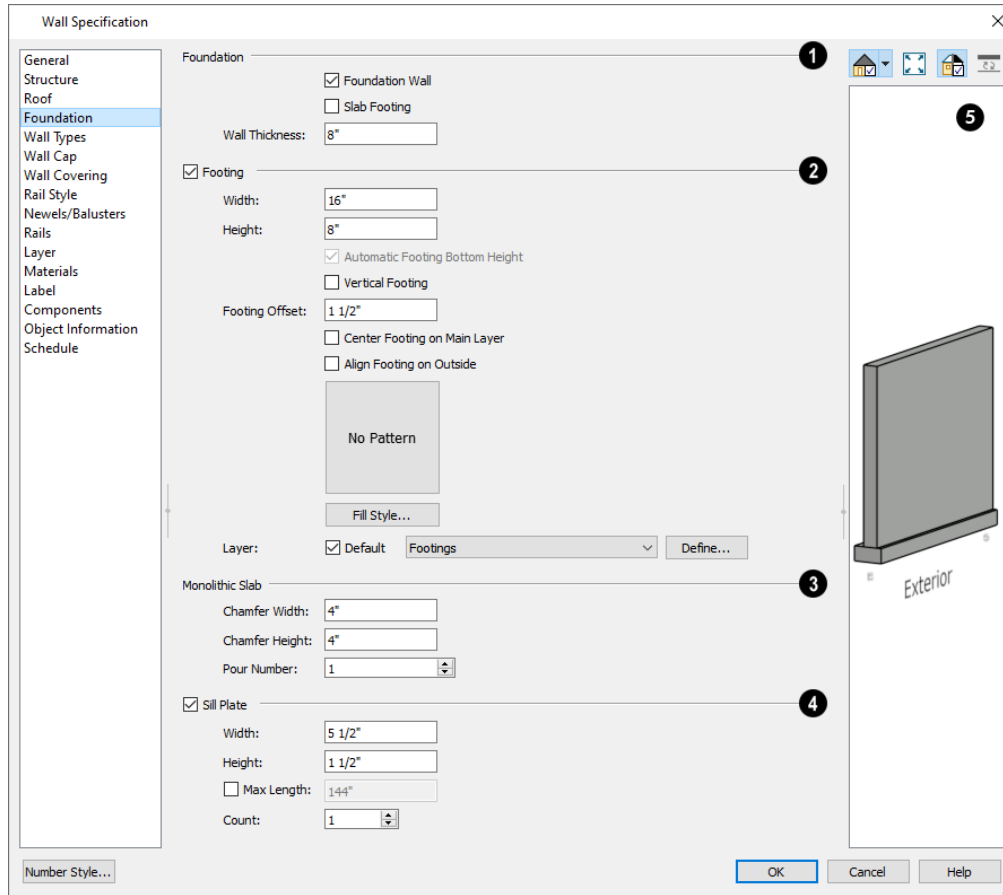 Wall Specification
General
Structure
Roof
Foundation
Wall Types
Wall Cap
Wall Covering
Rail Style
Newels/Balusters
Rails
Layer
Materials
Label
Components
Object Information
Schedule
Foundation 1
Foundation Wall
Slab Footing
Wall Thickness: 8"
Footing 2
Width: 16"
Height: 8"
Automatic Footing Bottom Height
Vertical Footing
Footing Offset: 1 1/2"
Center Footing on Main Layer
Align Footing on Outside
No Pattern
Fill Style...
Layer: Default Footings Define...
Monolithic Slab 3
Chamfer Width: 4"
Chamfer Height: 4"
Pour Number: 1
Sill Plate 4
Width: 5 1/2"
Height: 1 1/2"
Max Length: 144"
Count: 1
5
Exterior
Number Style... OK Cancel Help